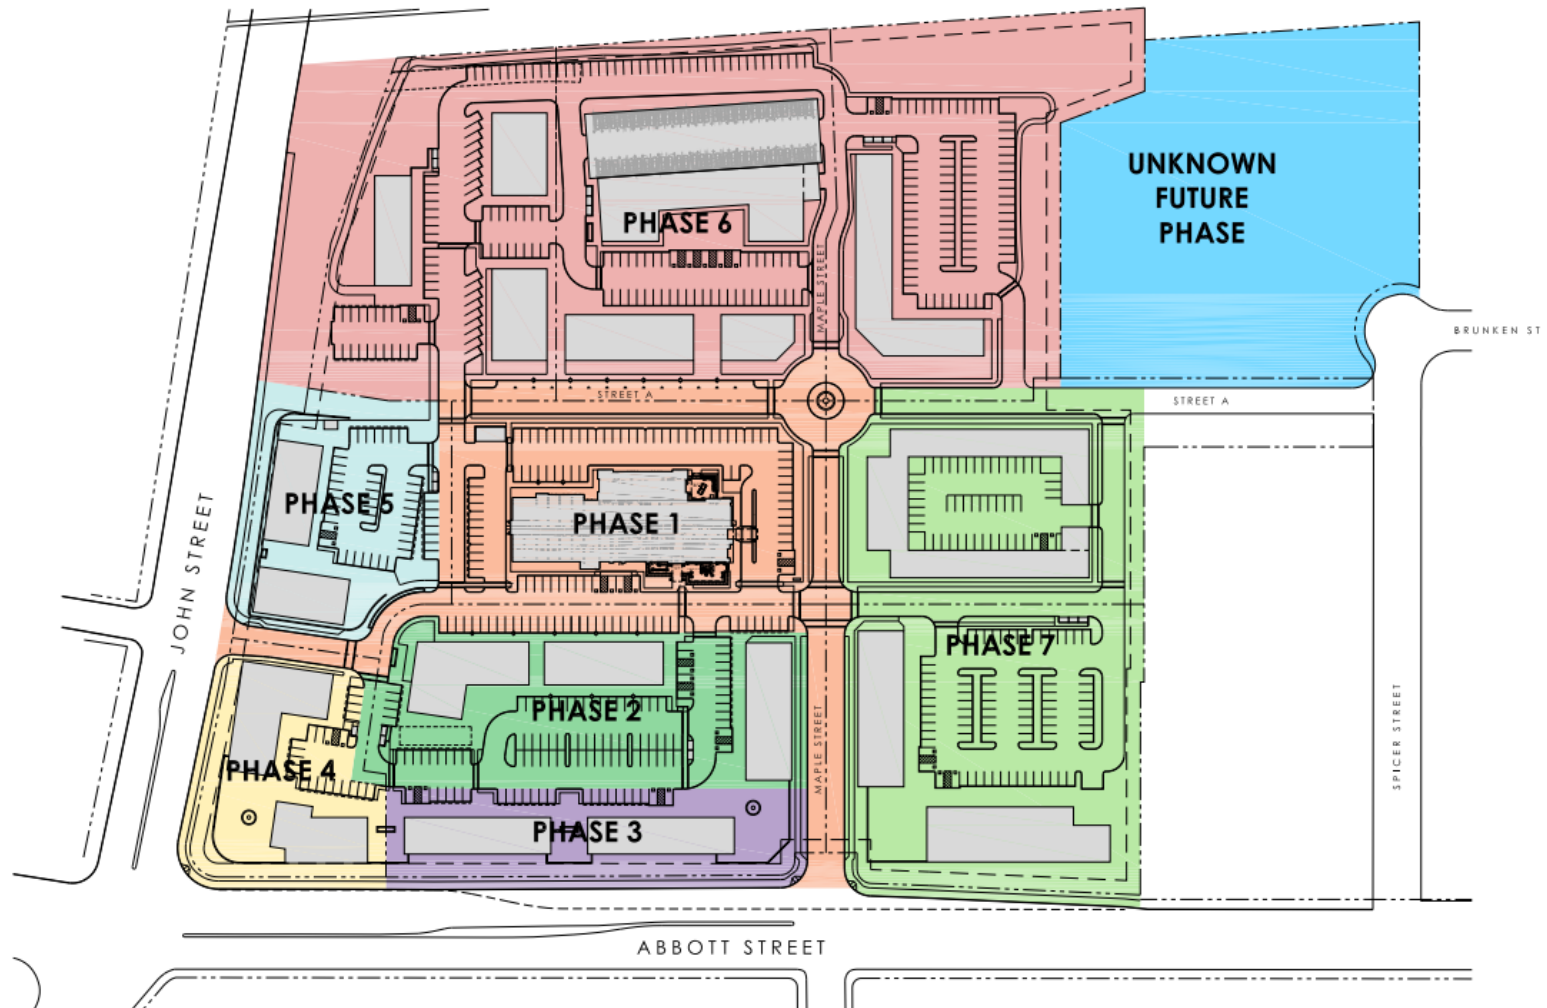 UNKNOWN
FUTURE
PHASE
PHASE 6
MAPLE STREET
BRUNKEN ST
STREET A
STREET A
PHASE 5
PHASE 1
JOHN STREET
PHASE 7
PHASE 2
MAPLE STREET
SPICER STREET
PHASE 4
PHASE 3
ABBOTT STREET